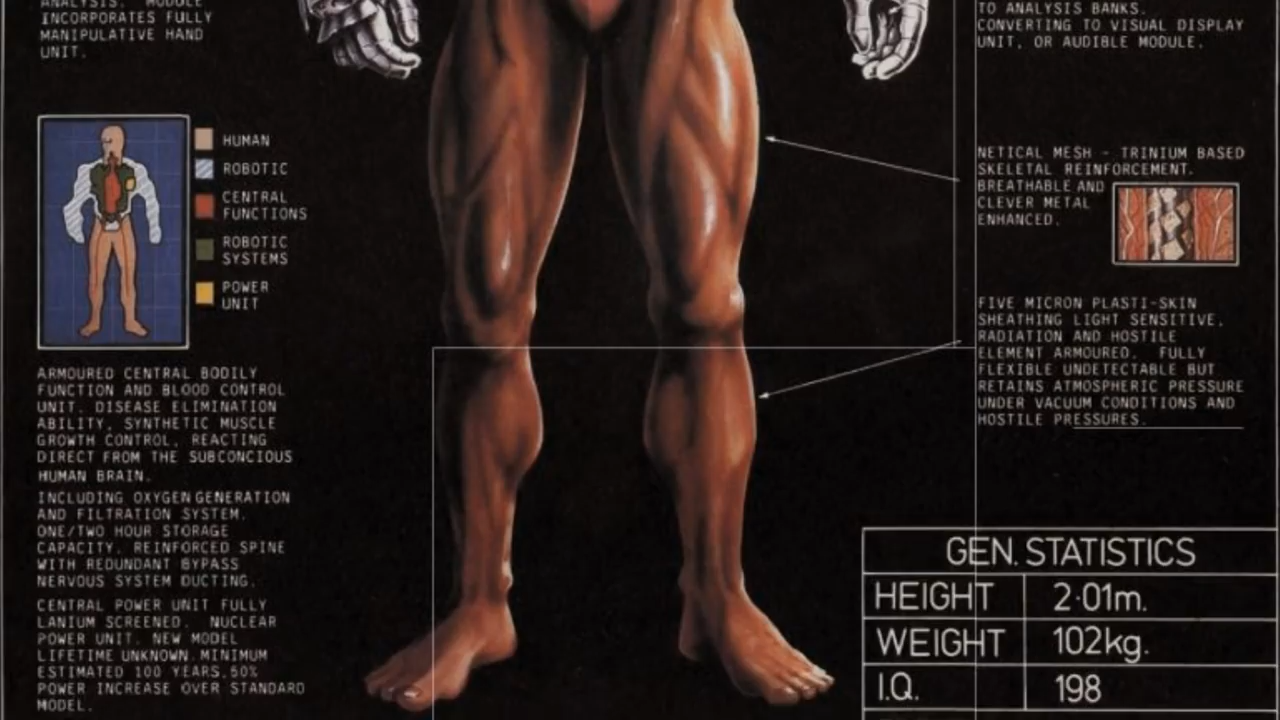 ANALYSIS. MODULE
INCORPORATES FULLY
MANIPULATIVE HAND
UNIT.
HUMAN
ROBOTIC
CENTRAL
FUNCTIONS
ROBOTIC
SYSTEMS
POWER
UNIT
ARMOURED CENTRAL BODILY
FUNCTION AND BLOOD CONTROL
UNIT. DISEASE ELIMINATION
ABILITY, SYNTHETIC MUSCLE
GROWTH CONTROL, REACTING
DIRECT FROM THE SUBCONCIOUS
HUMAN BRAIN.
INCLUDING OXYGEN GENERATION
AND FILTRATION SYSTEM.
ONE/TWO HOUR STORAGE
CAPACITY. REINFORCED SPINE
WITH REDUNDANT BYPASS
NERVOUS SYSTEM DUCTING.
CENTRAL POWER UNIT FULLY
LANIUM SCREENED. NUCLEAR
POWER UNIT. NEW MODEL
LIFETIME UNKNOWN. MINIMUM
ESTIMATED 100 YEARS, 50%
POWER INCREASE OVER STANDARD
MODEL.
TO ANALYSIS BANKS.
CONVERTING TO VISUAL DISPLAY
UNIT, OR AUDIBLE MODULE.
NETICAL MESH - TRINIUM BASED
SKELETAL REINFORCEMENT.
BREATHABLE AND
CLEVER METAL
ENHANCED.
FIVE MICRON PLASTI-SKIN
SHEATHING LIGHT SENSITIVE,
RADIATION AND HOSTILE
ELEMENT ARMOURED. FULLY
FLEXIBLE UNDETECTABLE BUT
RETAINS ATMOSPHERIC PRESSURE
UNDER VACUUM CONDITIONS AND
HOSTILE PRESSURES.
GEN. STATISTICS
HEIGHT 2·01m.
WEIGHT 102kg.
I.Q. 198